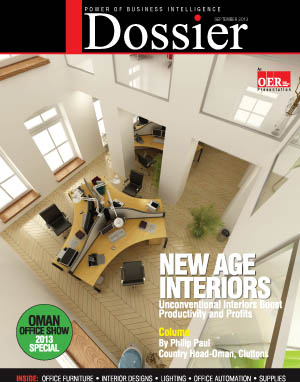 POWER OF BUSINESS INTELLIGENCE
Dossier
SEPTEMBER 2013
An
OER
Presentation
NEW AGE
INTERIORS
Unconventional Interiors Boost
Productivity and Profits
Column
By Philip Paul
Country Head-Oman, Cluttons
OMAN
OFFICE SHOW
2013
SPECIAL
INSIDE: OFFICE FURNITURE • INTERIOR DESIGNS • LIGHTING • OFFICE AUTOMATION • SUPPLIES